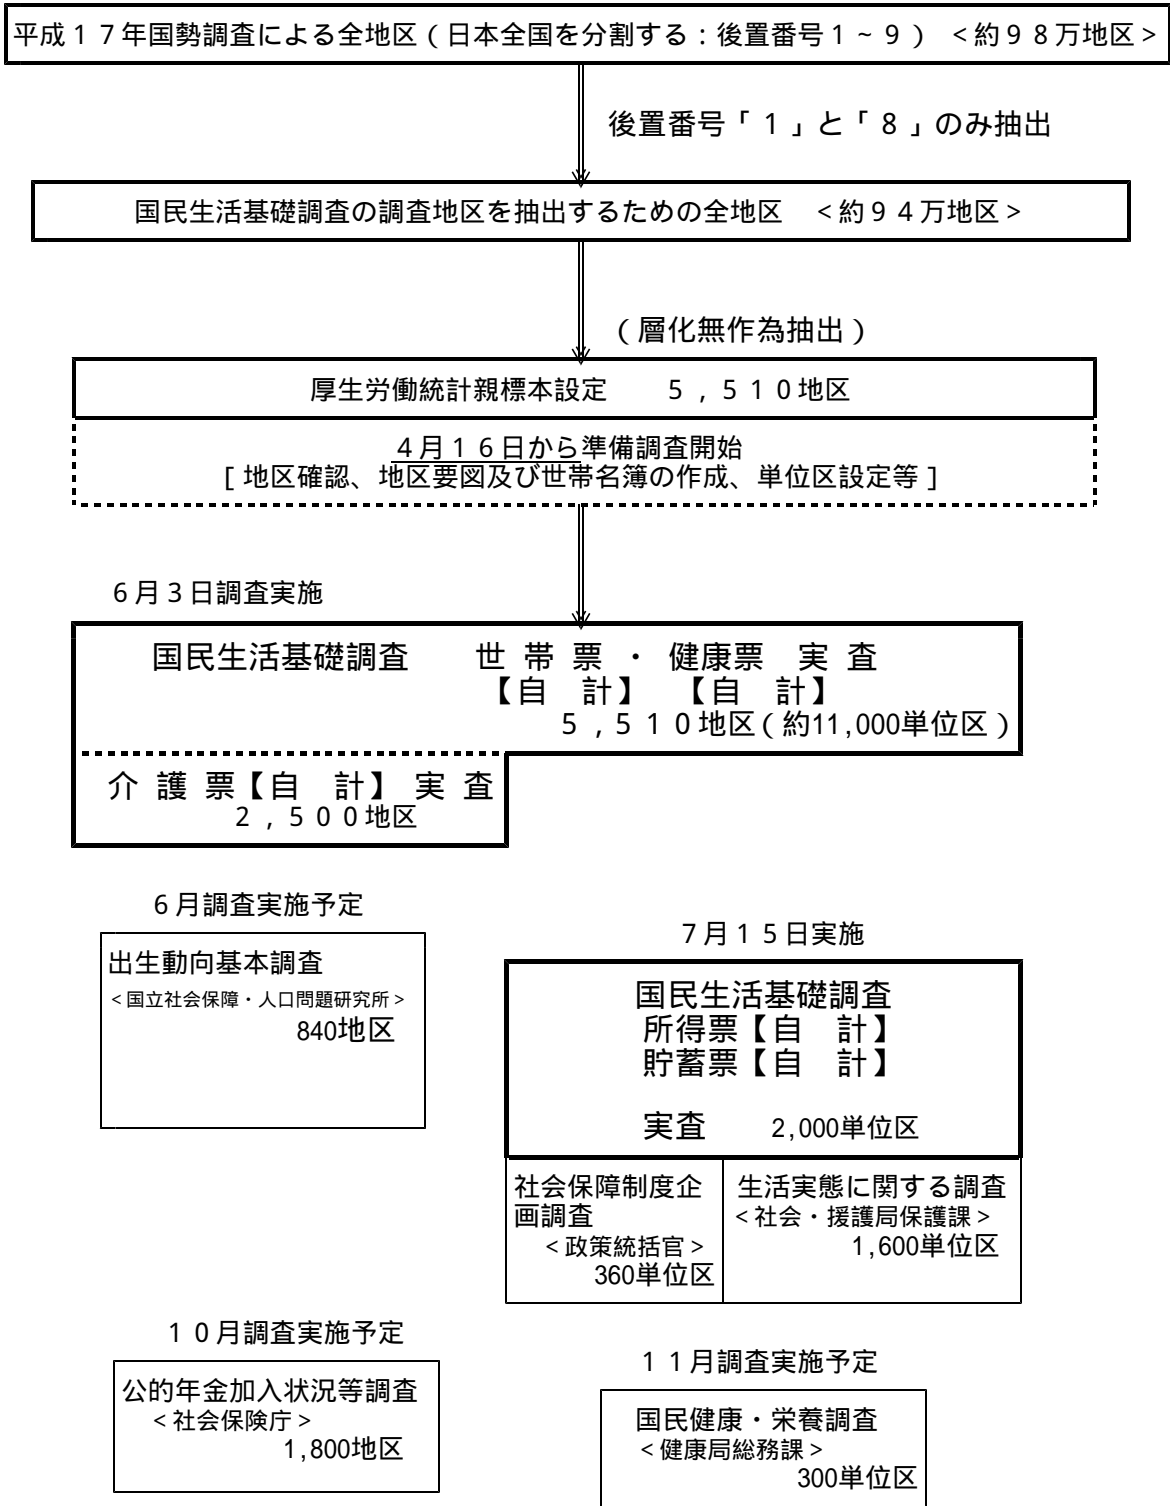 平成１７年国勢調査による全地区（日本全国を分割する：後置番号１～９）　＜約９８万地区＞
後置番号「１」と「８」のみ抽出
国民生活基礎調査の調査地区を抽出するための全地区　＜約９４万地区＞
（層化無作為抽出）
厚生労働統計親標本設定　　５，５１０地区
４月１６日から準備調査開始
[ 地区確認、地区要図及び世帯名簿の作成、単位区設定等 ]
６月３日調査実施
国民生活基礎調査　　世 帯 票 ・ 健康票　実 査
【自　計】　【自　計】
５，５１０地区（約11,000単位区）
介 護 票【自　計】 実 査
２，５００地区
６月調査実施予定
出生動向基本調査
＜国立社会保障・人口問題研究所＞
840地区
７月１５日実施
国民生活基礎調査
所得票【自　計】
貯蓄票【自　計】
実査　　2,000単位区
社会保障制度企
画調査
＜政策統括官＞
360単位区
生活実態に関する調査
＜社会・援護局保護課＞
1,600単位区
１０月調査実施予定
公的年金加入状況等調査
＜社会保険庁＞
1,800地区
１１月調査実施予定
国民健康・栄養調査
＜健康局総務課＞
300単位区